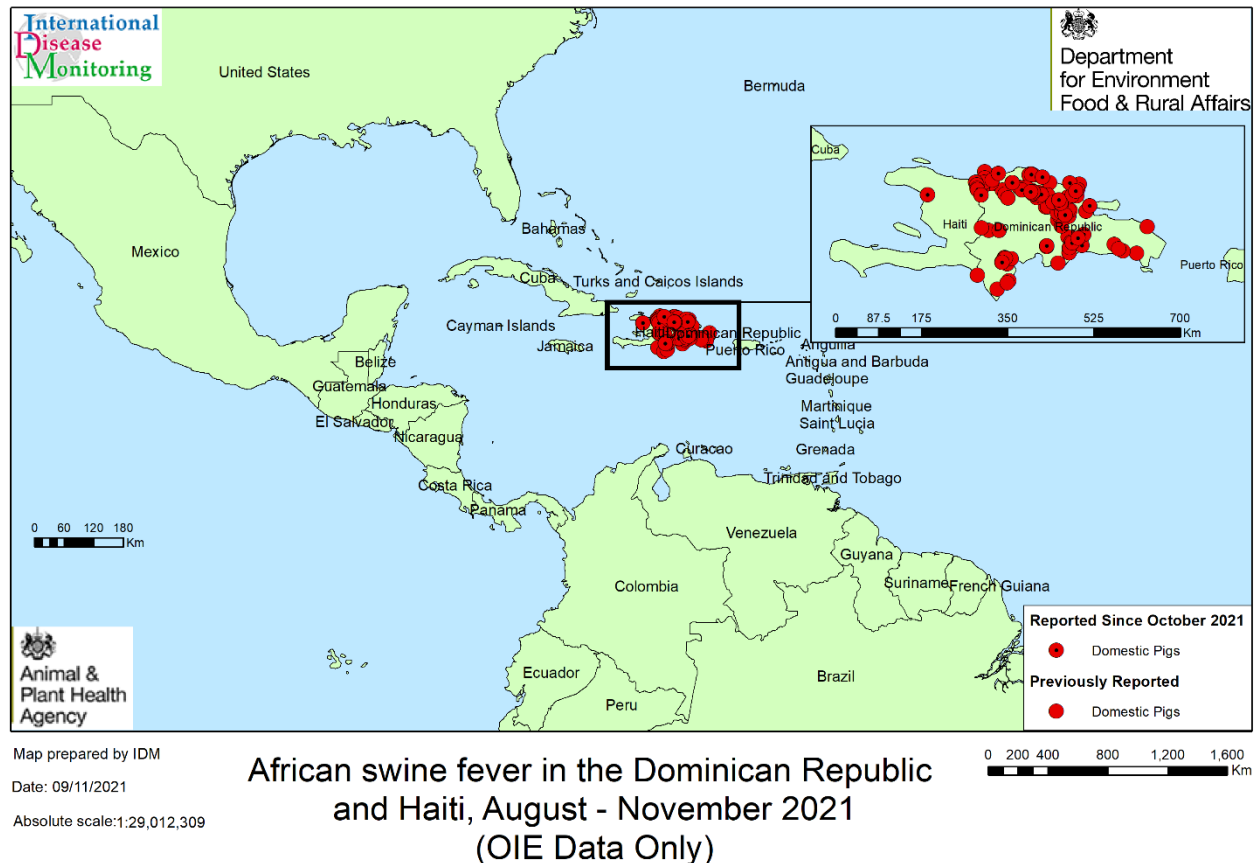 International
Disease
Monitoring
Department
for Environment
Food & Rural Affairs
United States
Bermuda
Mexico
Bahamas
Cuba
Turks and Caicos Islands
Cayman Islands
Jamaica
Haiti
Dominican Republic
Puerto Rico
Anguilla
Antigua and Barbuda
Guadeloupe
Martinique
Saint Lucia
Grenada
Trinidad and Tobago
Curacao
Belize
Guatemala
Honduras
El Salvador
Nicaragua
Costa Rica
Panama
Venezuela
Guyana
Suriname
French Guiana
Colombia
Ecuador
Peru
Brazil
Cuba
Haiti
Dominican Republic
Puerto Rico
0 87.5 175 350 525 700
Km
0 60 120 180
Km
Reported Since October 2021
Domestic Pigs
Previously Reported
Domestic Pigs
Animal &
Plant Health
Agency
Map prepared by IDM
Date: 09/11/2021
Absolute scale:1:29,012,309
African swine fever in the Dominican Republic
and Haiti, August - November 2021
(OIE Data Only)
0 200 400 800 1,200 1,600
Km